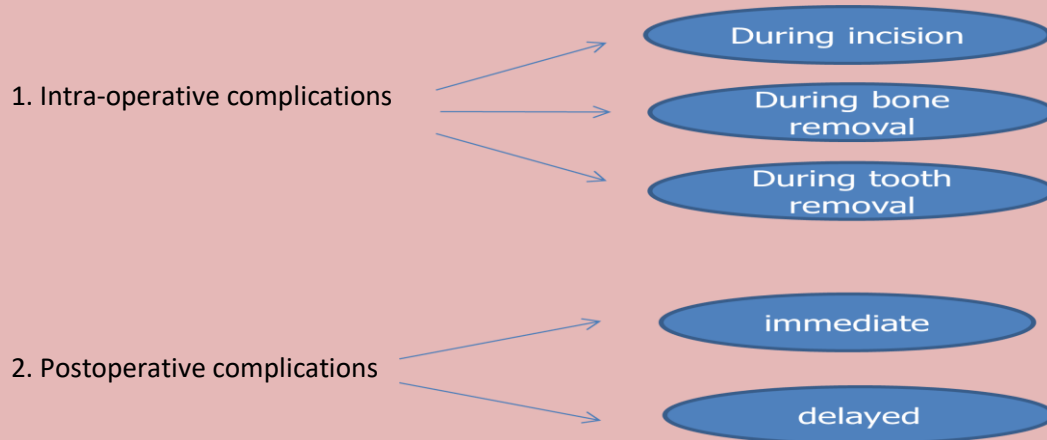 During incision
1. Intra-operative complications
During bone
removal
During tooth
removal
immediate
2. Postoperative complications
delayed